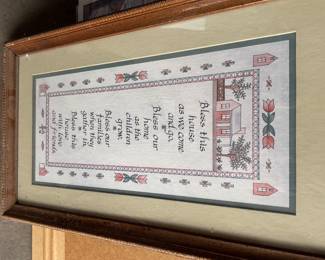 Bless this
house
as we come
and go
Bless our
home
as the
children
grow.
Bless our
families
when they
gather in.
Bless this
house
with love
and friends.